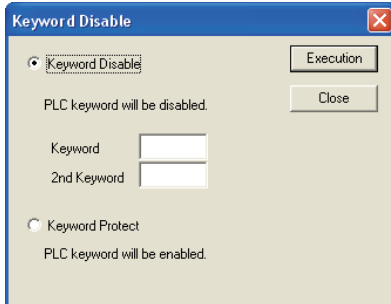 Keyword Disable
Keyword Disable
Execution
PLC keyword will be disabled.
Close
Keyword
2nd Keyword
Keyword Protect
PLC keyword will be enabled.